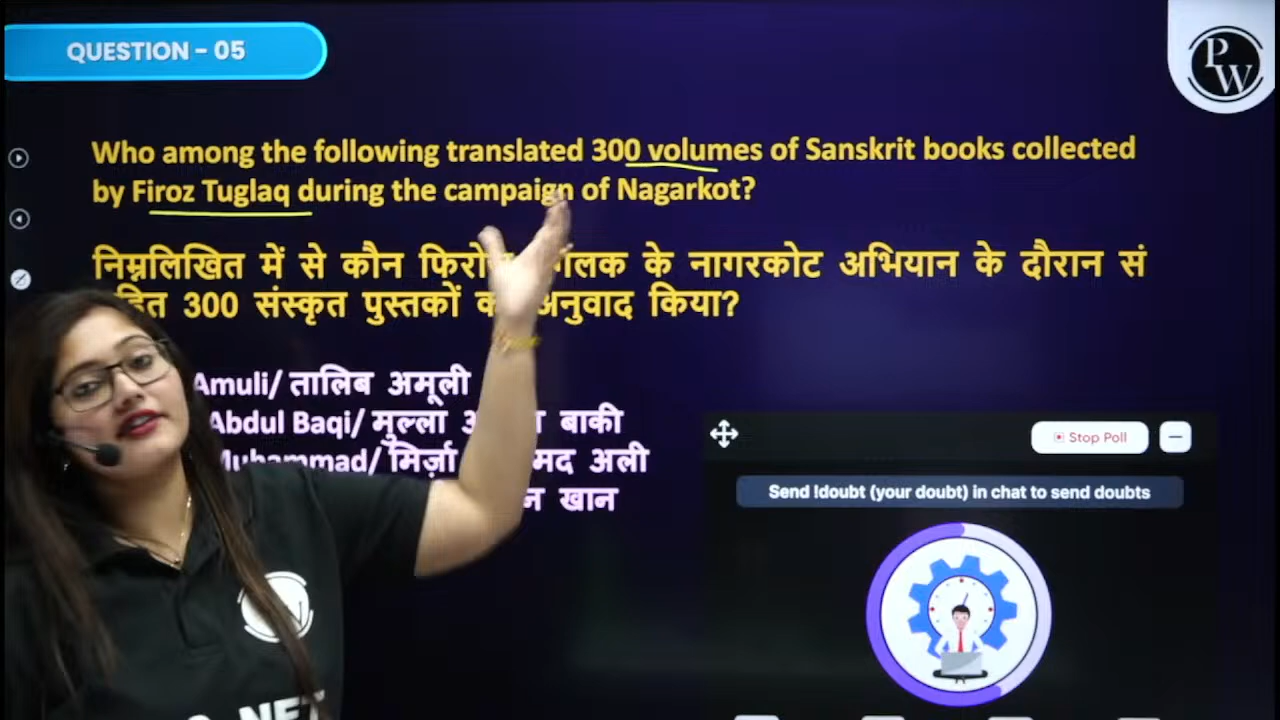 QUESTION - 05
PW
Who among the following translated 300 volumes of Sanskrit books collected
by Firoz Tuglaq during the campaign of Nagarkot?
निम्नलिखित में से कौन के नागरकोट अभियान के दौरान सं
300 संस्कृत पुस्तकों अनुवाद किया?
Amuli/ तालिब अमूली
Abdul Baqi/ मुल्ला बाकी
Muhammad/ मिर्ज़ा अली
खान
Stop Poll
Send !doubt (your doubt) in chat to send doubts